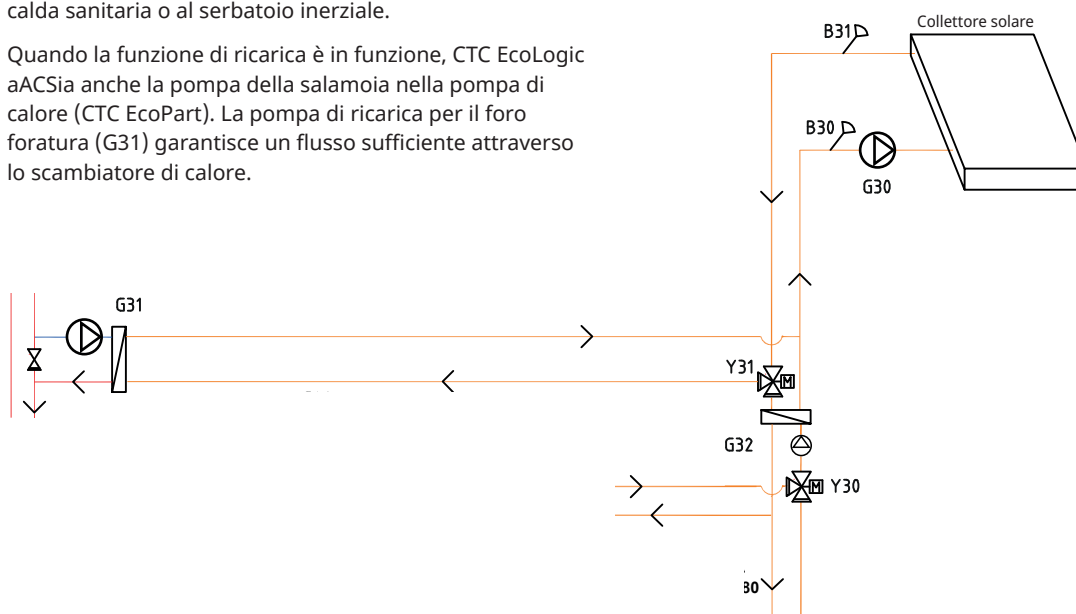 calda sanitaria o al serbatoio inerziale.
Quando la funzione di ricarica è in funzione, CTC EcoLogic
aACSia anche la pompa della salamoia nella pompa di
calore (CTC EcoPart). La pompa di ricarica per il foro
foratura (G31) garantisce un flusso sufficiente attraverso
lo scambiatore di calore.
Collettore solare
B31
B30
G30
G31
Y31
M
G32
M
Y30